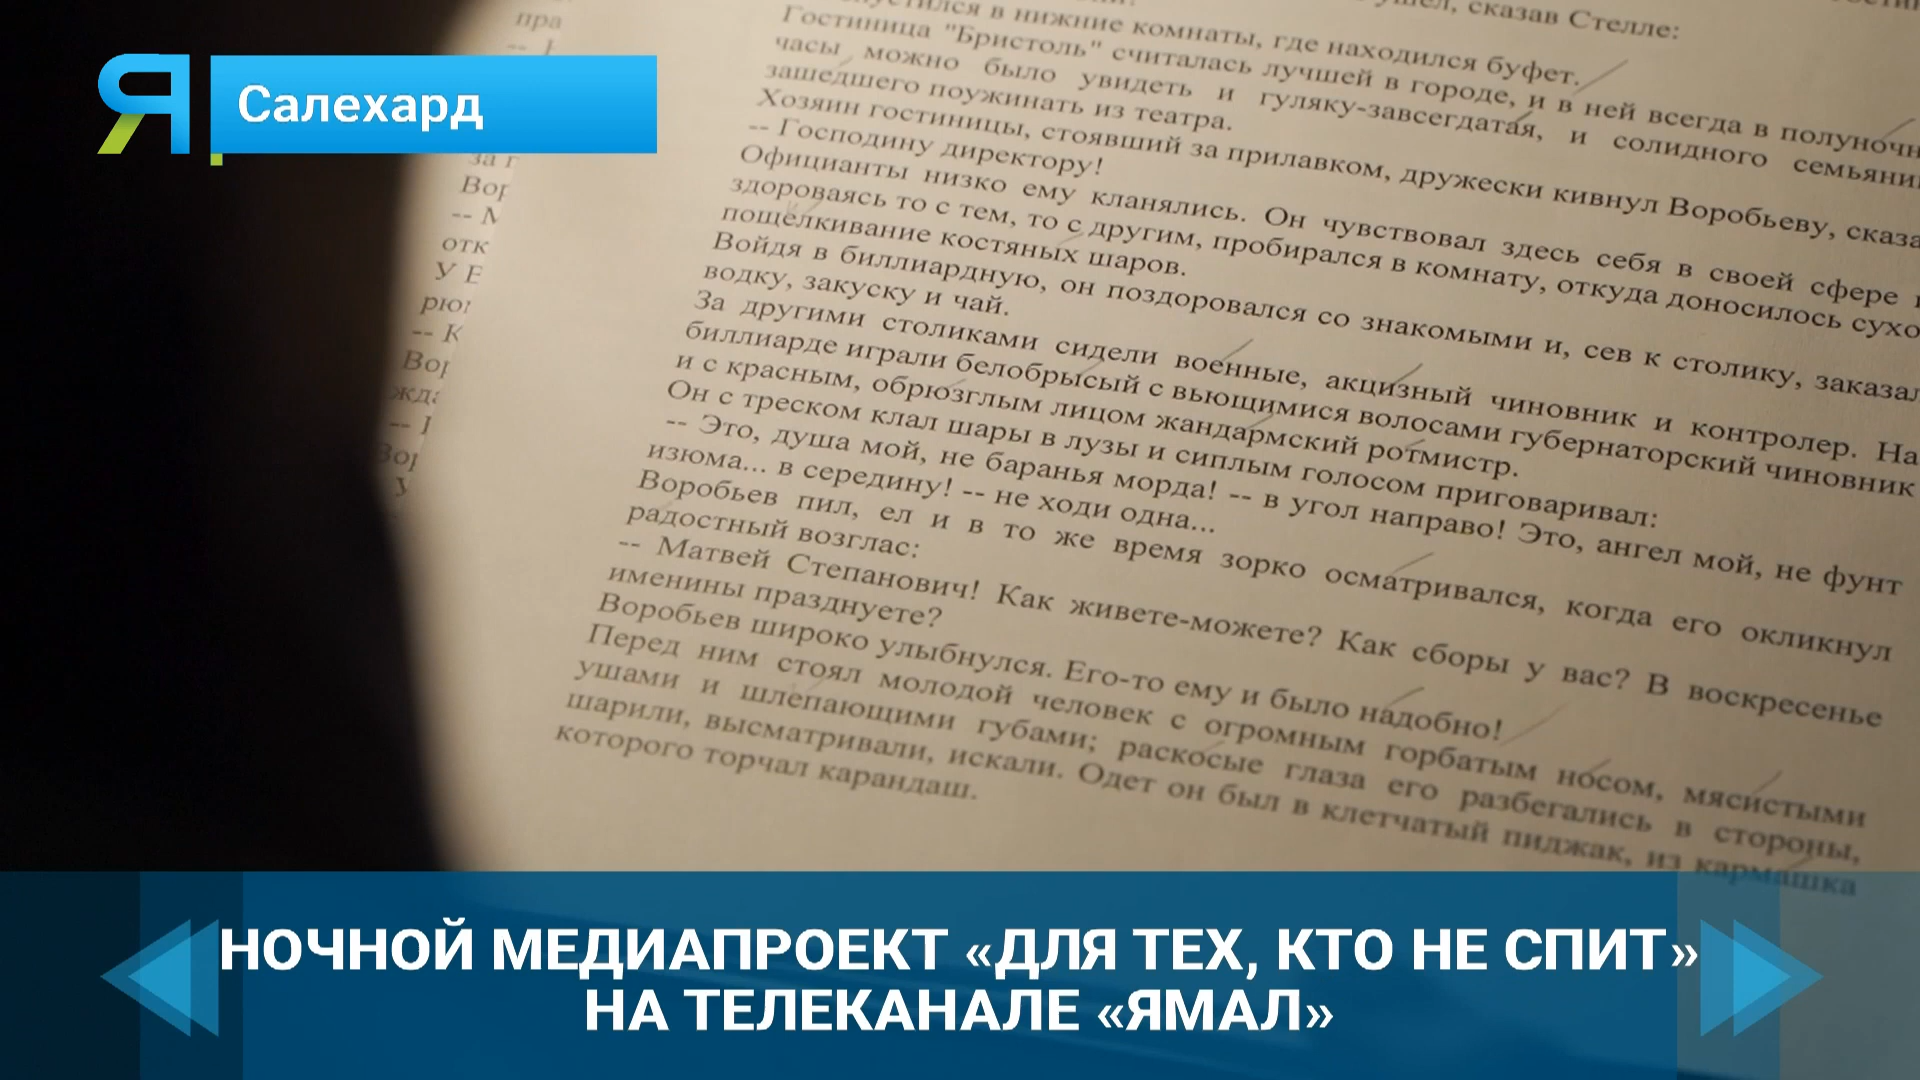 Я
Салехард
ушел, сказав Стелле:
в нижние комнаты, где находился буфет.
Гостиница "Бристоль" считалась лучшей в городе, и в ней всегда в
часы можно было увидеть и гуляку-завсегдатая, и солидного
зашедшего поужинать из театра.
Хозяин гостиницы, стоявший за прилавком, дружески кивнул Воробьеву,
-- Господину директору!
Официанты низко ему кланялись. Он чувствовал здесь себя в своей сфере
здороваясь то с тем, то с другим, пробирался в комнату, откуда доносилось
пощелкивание костяных шаров.
Войдя в биллиардную, он поздоровался со знакомыми и, сев к столику,
водку, закуску и чай.
За другими столиками сидели военные, акцизный чиновник и контролер. На
биллиарде играли белобрысый с вьющимися волосами губернаторский чиновник
и с красным, обрюзглым лицом жандармский ротмистр.
Он с треском клал шары в лузы и сиплым голосом приговаривал:
-- Это, душа мой, не баранья морда! -- в угол направо! Это, ангел мой, не фунт
изюма... в середину! -- не ходи одна...
Воробьев пил, ел и в то же время зорко осматривался, когда его окликнул
радостный возглас:
-- Матвей Степанович! Как живете-можете? Как сборы у вас? В воскресенье
именины празднуете?
Воробьев широко улыбнулся. Его-то ему и было надобно!
Перед ним стоял молодой человек с огромным горбатым носом, мясистыми
ушами и шлепающими губами; раскосые глаза его разбегались в стороны,
шарили, высматривали, искали. Одет он был в клетчатый пиджак, из кармашка
которого торчал карандаш.
НОЧНОЙ МЕДИАПРОЕКТ «ДЛЯ ТЕХ, КТО НЕ СПИТ»
НА ТЕЛЕКАНАЛЕ «ЯМАЛ»